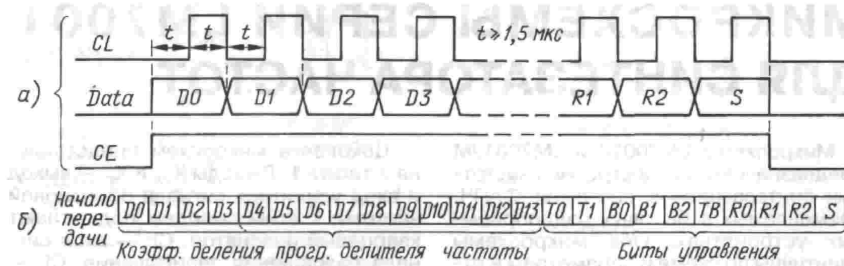 CL
t
t
t
t ≥ 1,5 мкс
а)
Data
D0
D1
D2
D3
R1
R2
S
CE
б)
Начало пере- дачи
D0 D1 D2 D3 D4 D5 D6 D7 D8 D9 D10 D11 D12 D13 T0 T1 B0 B1 B2 TB R0 R1 R2 S
Коэфф. деления прогр. делителя частоты
Биты управления